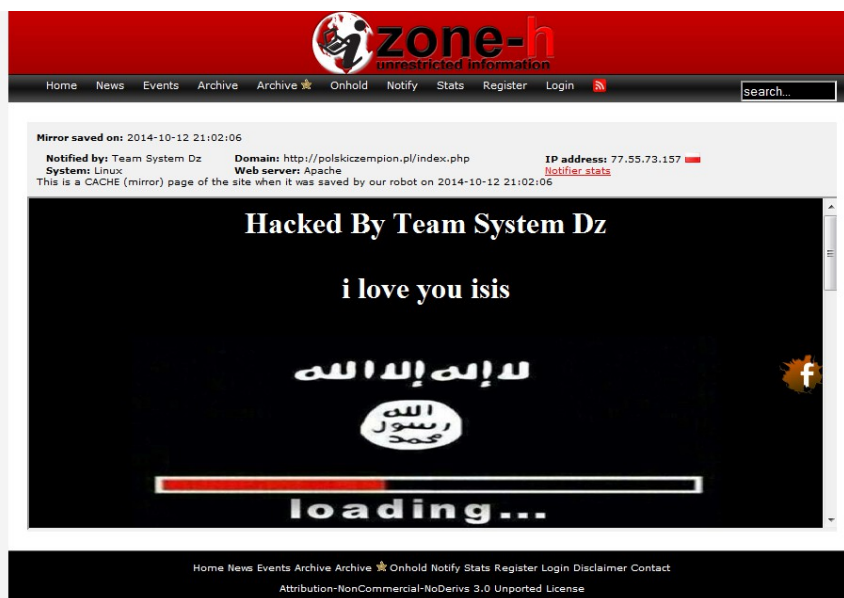 zone-h
unrestricted information
Home News Events Archive Archive Onhold Notify Stats Register Login
search...
Mirror saved on: 2014-10-12 21:02:06
Notified by: Team System Dz Domain: http://polskiczempion.pl/index.php IP address: 77.55.73.157
System: Linux Web server: Apache Notifier stats
This is a CACHE (mirror) page of the site when it was saved by our robot on 2014-10-12 21:02:06
Hacked By Team System Dz
i love you isis
لا إله إلا الله
الله
رسول
محمد
f
loading...
Home News Events Archive Archive Onhold Notify Stats Register Login Disclaimer Contact
Attribution-NonCommercial-NoDerivs 3.0 Unported License